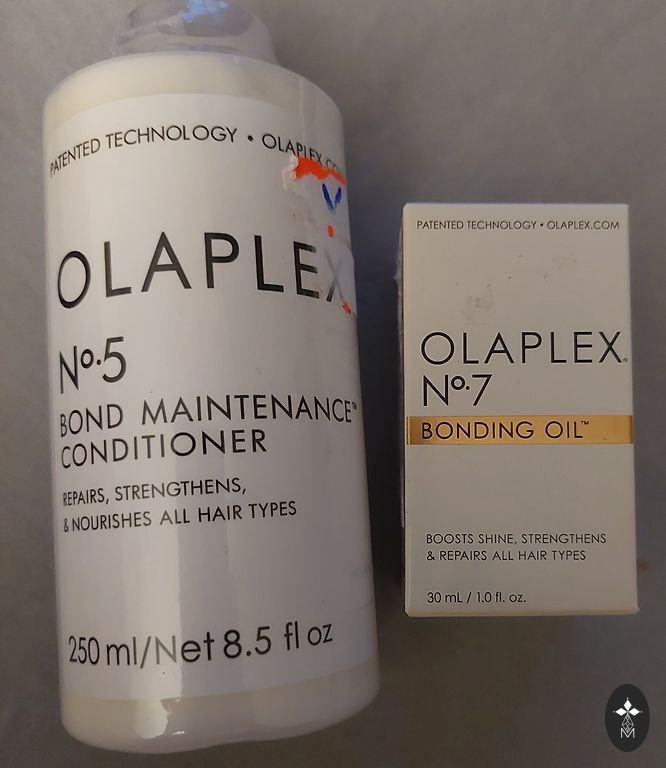 PATENTED TECHNOLOGY • OLAPLEX.CO
OLAPLEX
Nº.5
BOND MAINTENANCE™
CONDITIONER
REPAIRS, STRENGTHENS,
& NOURISHES ALL HAIR TYPES
250 ml/Net 8.5 fl oz
PATENTED TECHNOLOGY • OLAPLEX.COM
OLAPLEX®
Nº.7
BONDING OIL™
BOOSTS SHINE, STRENGTHENS
& REPAIRS ALL HAIR TYPES
30 mL / 1.0 fl. oz.
M